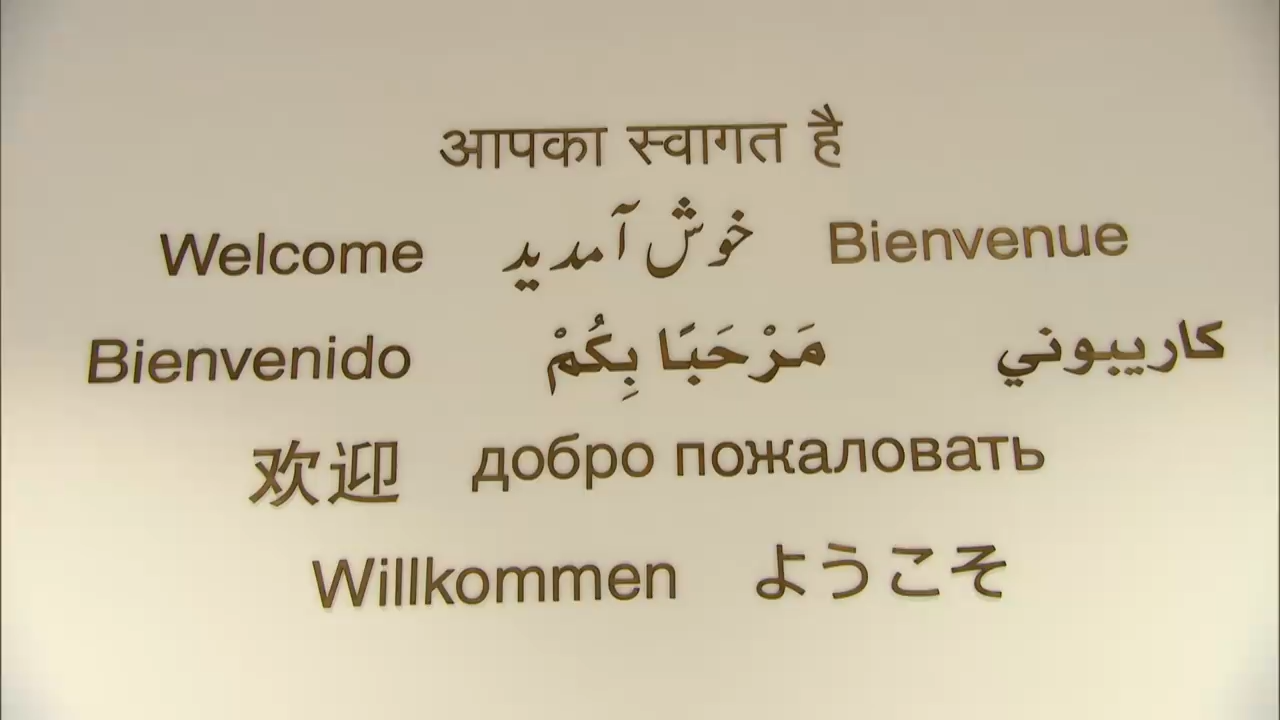 आपका स्वागत है
Welcome خوش آمدید Bienvenue
Bienvenido مَرْحَبًا بِكُمْ كاريبوني
欢迎 добро пожаловать
Willkommen ようこそ